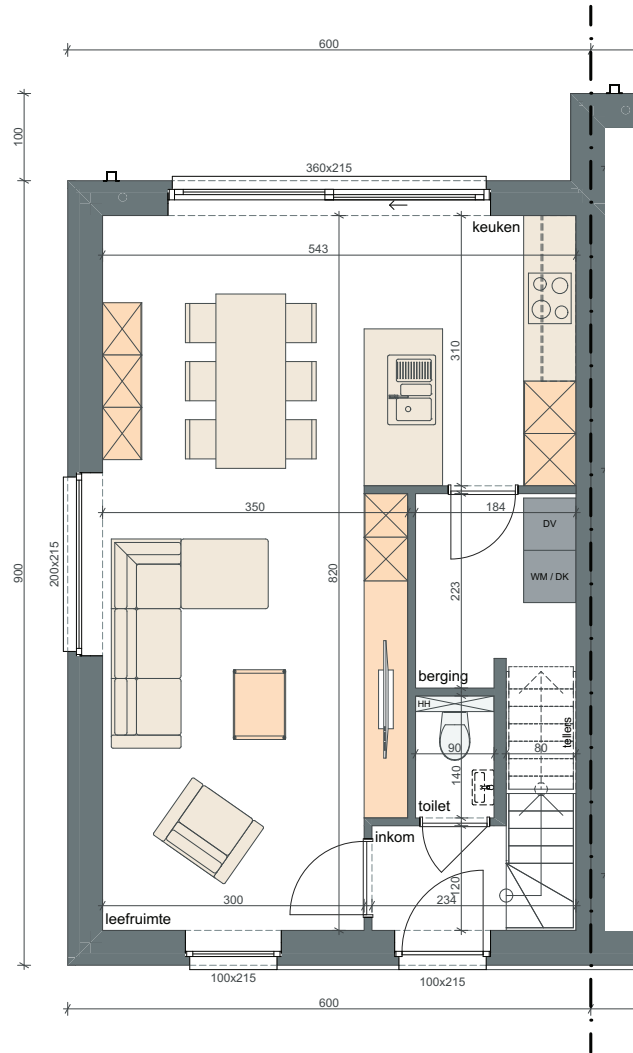 600
100
360x215
keuken
543
310
350
184
DV
900
200x215
820
223
WM / DK
berging
HH
tellers
90
80
140
toilet
inkom
120
300
234
leefruimte
100x215
100x215
600